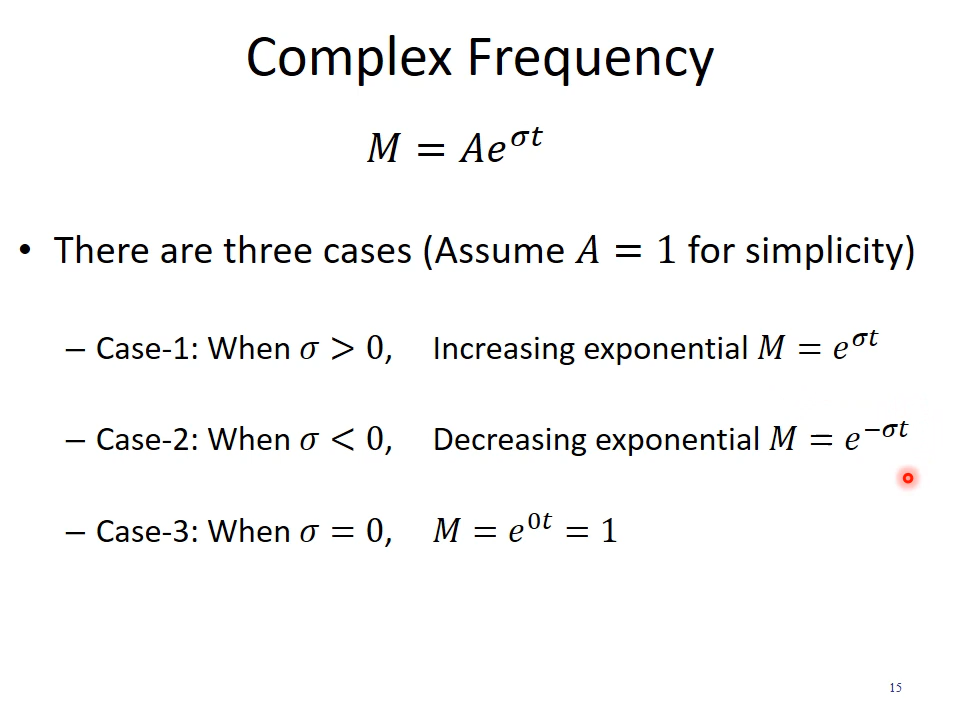 Complex Frequency
𝑀 = 𝐴𝑒^{𝜎𝑡}
• There are three cases (Assume 𝐴 = 1 for simplicity)
– Case-1: When 𝜎 > 0, Increasing exponential 𝑀 = 𝑒^{𝜎𝑡}
– Case-2: When 𝜎 < 0, Decreasing exponential 𝑀 = 𝑒^{−𝜎𝑡}
– Case-3: When 𝜎 = 0, 𝑀 = 𝑒^{0𝑡} = 1
15